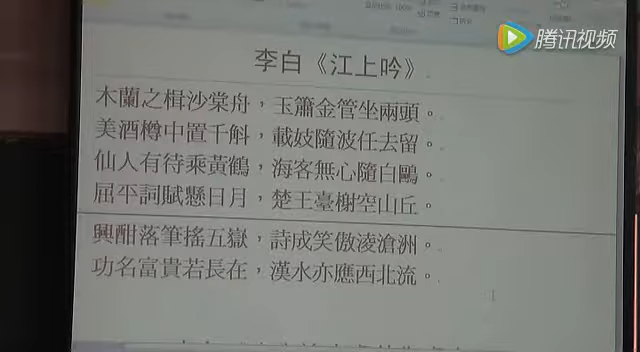 腾讯视频
李白《江上吟》
木蘭之楫沙棠舟，玉簫金管坐兩頭。
美酒樽中置千斛，載妓隨波任去留。
仙人有待乘黃鶴，海客無心隨白鷗。
屈平詞賦懸日月，楚王臺榭空山丘。
興酣落筆搖五嶽，詩成笑傲淩滄洲。
功名富貴若長在，漢水亦應西北流。